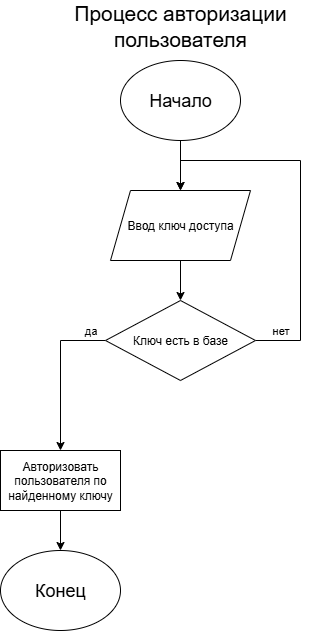 Процесс авторизации
пользователя
Начало
Ввод ключ доступа
Ключ есть в базе
да
нет
Авторизовать
пользователя по
найденному ключу
Конец